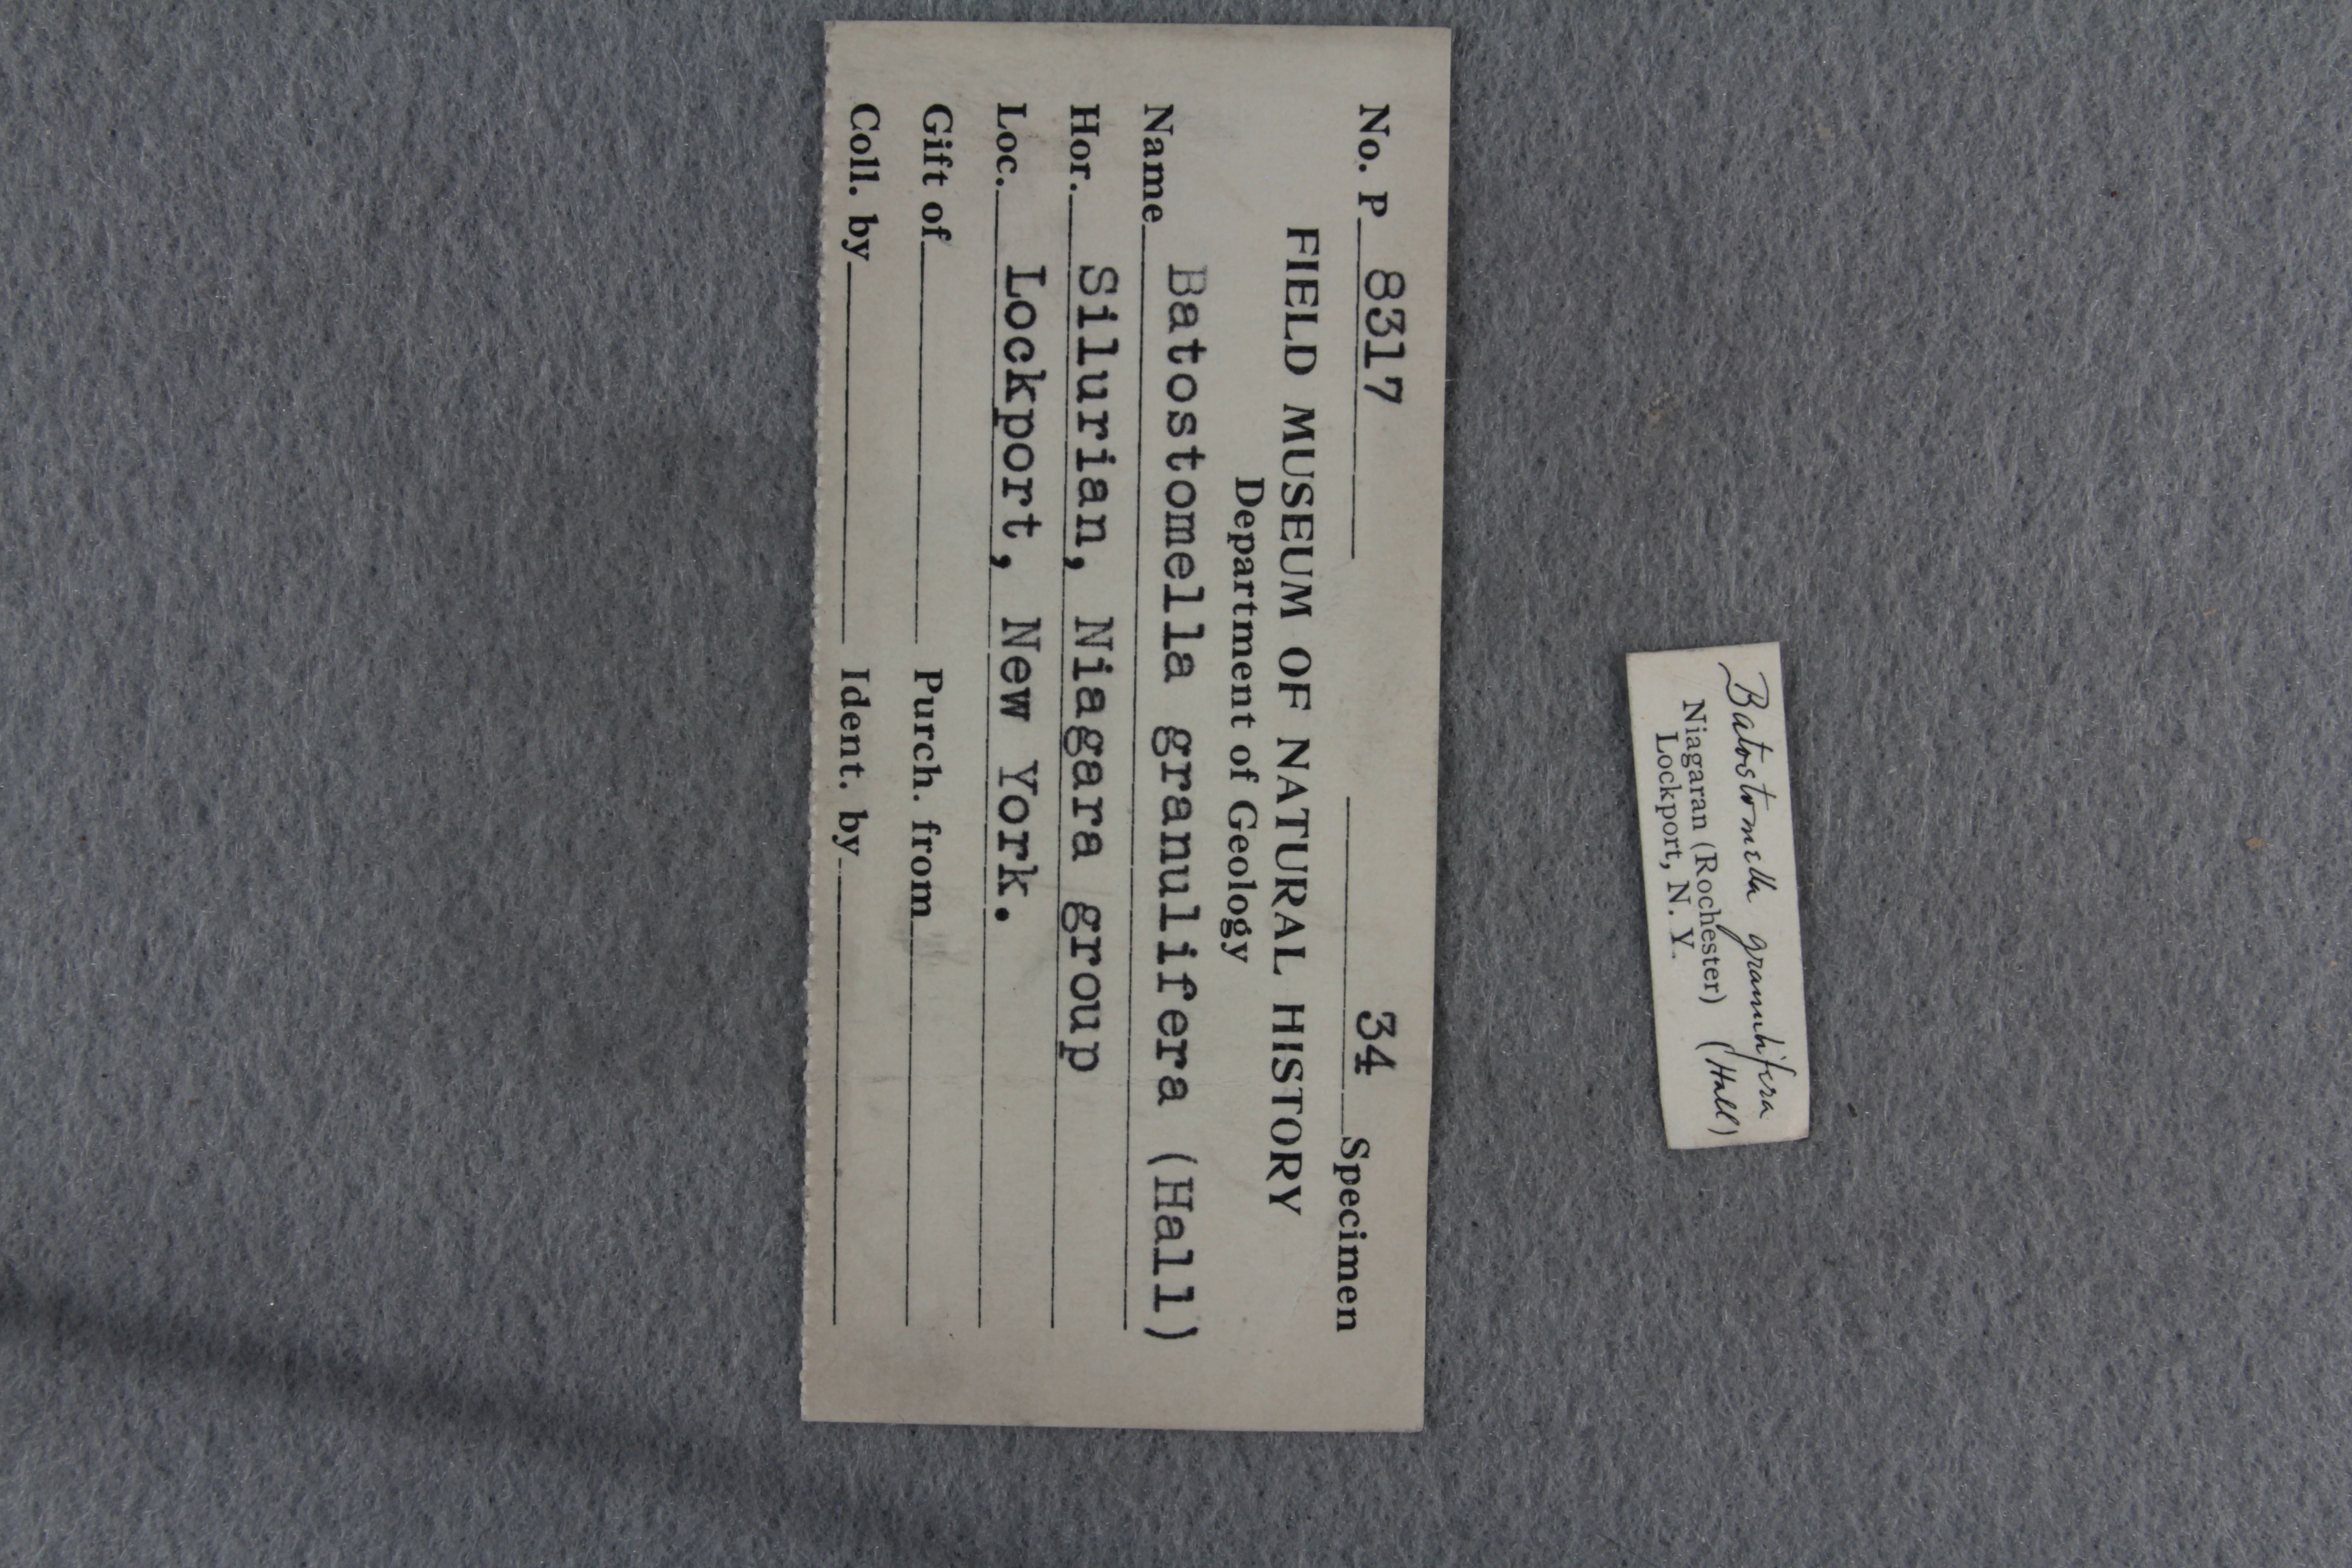 No. P 8317 34 Specimen
FIELD MUSEUM OF NATURAL HISTORY
Department of Geology
Name Batostomella granulifera (Hall)
Hor. Silurian, Niagara group
Loc. Lockport, New York.
Gift of Purch. from
Coll. by Ident. by
Batostomella granulifera
(Hall)
Niagaran (Rochester)
Lockport, N. Y.